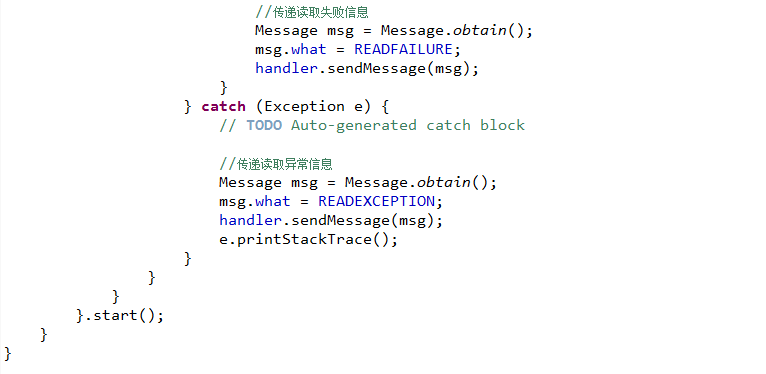 //传递读取失败信息
Message msg = Message.obtain();
msg.what = READFAILURE;
handler.sendMessage(msg);
}
} catch (Exception e) {
// TODO Auto-generated catch block
//传递读取异常信息
Message msg = Message.obtain();
msg.what = READEXCEPTION;
handler.sendMessage(msg);
e.printStackTrace();
}
}
}
}.start();
}
}